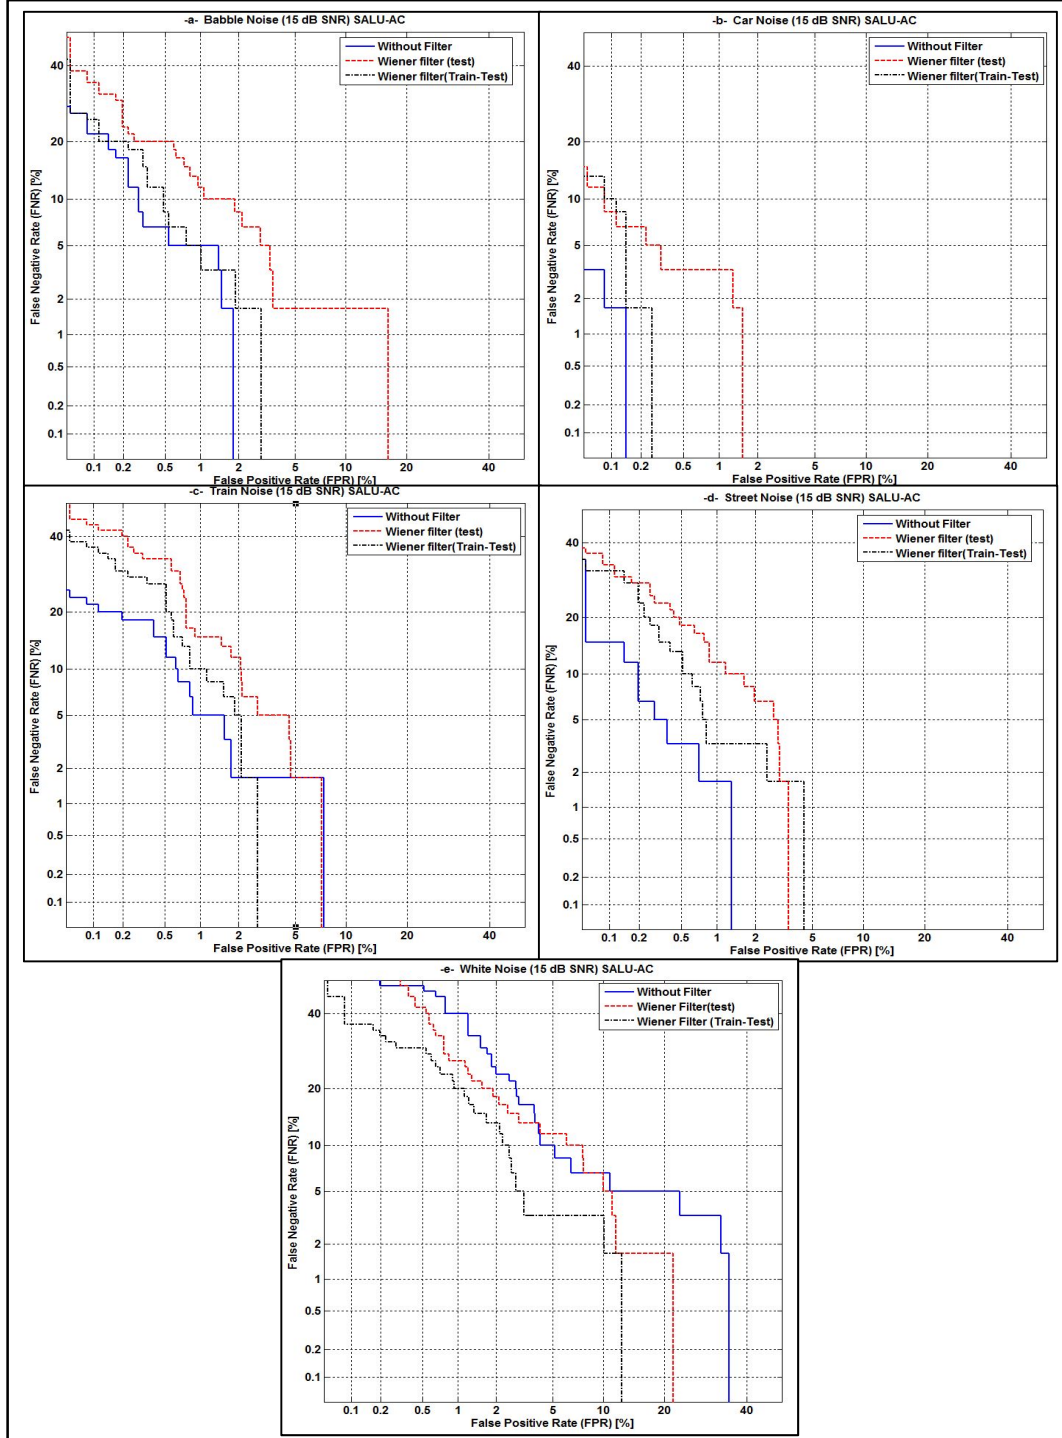 -a- Babble Noise (15 dB SNR) SALU-AC
Without Filter
Wiener filter (test)
Wiener filter(Train-Test)
False Negative Rate (FNR) [%]
40
20
10
5
2
1
0.5
0.2
0.1
0.1 0.2 0.5 1 2 5 10 20 40
False Positive Rate (FPR) [%]
-b- Car Noise (15 dB SNR) SALU-AC
Without Filter
Wiener filter (test)
Wiener filter(Train-Test)
False Negative Rate (FNR) [%]
40
20
10
5
2
1
0.5
0.2
0.1
0.1 0.2 0.5 1 2 5 10 20 40
False Positive Rate (FPR) [%]
-c- Train Noise (15 dB SNR) SALU-AC
Without Filter
Wiener filter (test)
Wiener filter(Train-Test)
False Negative Rate (FNR) [%]
40
20
10
5
2
1
0.5
0.2
0.1
0.1 0.2 0.5 1 2 5 10 20 40
False Positive Rate (FPR) [%]
-d- Street Noise (15 dB SNR) SALU-AC
Without Filter
Wiener filter (test)
Wiener filter(Train-Test)
False Negative Rate (FNR) [%]
40
20
10
5
2
1
0.5
0.2
0.1
0.1 0.2 0.5 1 2 5 10 20 40
False Positive Rate (FPR) [%]
-e- White Noise (15 dB SNR) SALU-AC
Without Filter
Wiener Filter(test)
Wiener Filter (Train-Test)
False Negative Rate (FNR) [%]
40
20
10
5
2
1
0.5
0.2
0.1
0.1 0.2 0.5 1 2 5 10 20 40
False Positive Rate (FPR) [%]